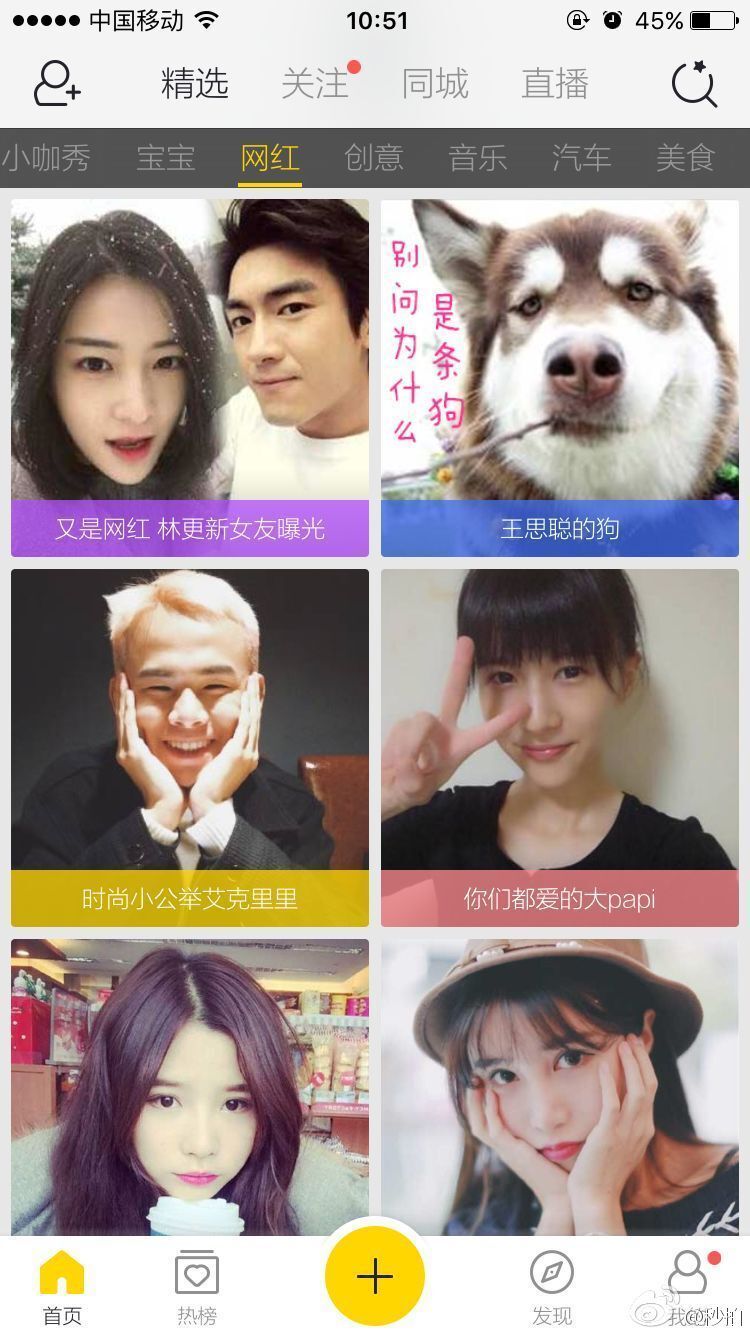 中国移动 10:51 45%
精选 关注 同城 直播
小咖秀 宝宝 网红 创意 音乐 汽车 美食
别问为什么
是条狗
又是网红 林更新女友曝光
王思聪的狗
时尚小公举艾克里里
你们都爱的大papi
首页 热榜 发现 我的
@秒拍